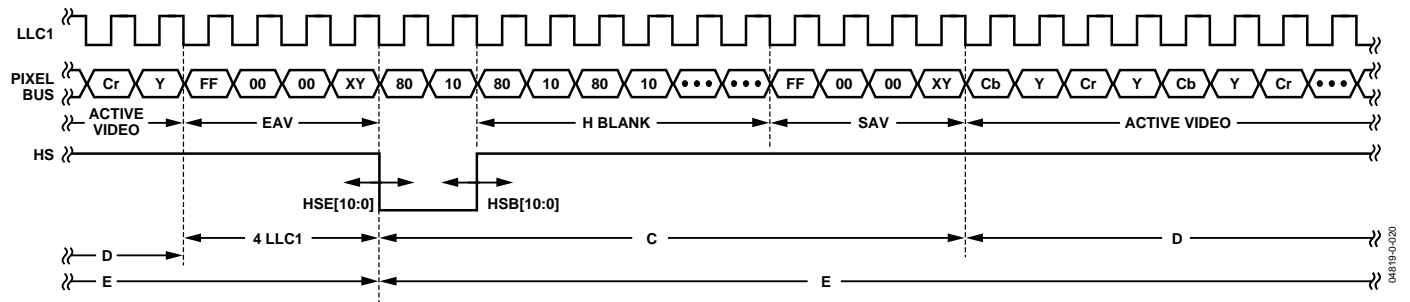 LLC1
PIXEL BUS Cr Y FF 00 00 XY 80 10 80 10 80 10 ••• ••• FF 00 00 XY Cb Y Cr Y Cb Y Cr •••
ACTIVE VIDEO EAV H BLANK SAV ACTIVE VIDEO
HS
HSE[10:0] HSB[10:0]
4 LLC1 C D
D
E E
04819-0-020